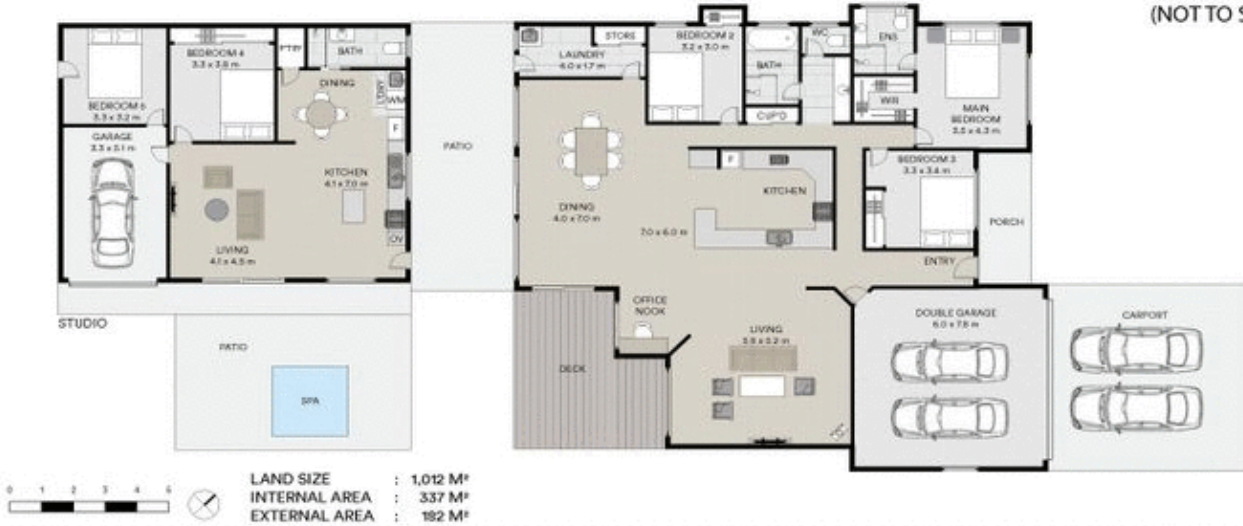 (NOT TO S
BEDROOM 5
3.3 x 3.2 m
BEDROOM 4
3.3 x 3.8 m
BATH
DINING
WM
F
GARAGE
3.3 x 5.1 m
KITCHEN
4.1 x 7.0 m
LIVING
4.1 x 4.5 m
OV
STUDIO
PATIO
SPA
PATIO
LAUNDRY
6.0 x 1.7 m
STORE
BEDROOM 2
3.2 x 3.0 m
BATH
CUP'D
WC
ENS
WIR
MAIN
BEDROOM
3.5 x 4.3 m
BEDROOM 3
3.3 x 3.4 m
PORCH
ENTRY
F
KITCHEN
7.0 x 6.0 m
DINING
4.0 x 7.0 m
OFFICE
NOOK
DECK
LIVING
5.8 x 5.2 m
DOUBLE GARAGE
6.0 x 7.8 m
CARPORT
0 1 2 3 4 5
LAND SIZE : 1,012 M²
INTERNAL AREA : 337 M²
EXTERNAL AREA : 182 M²